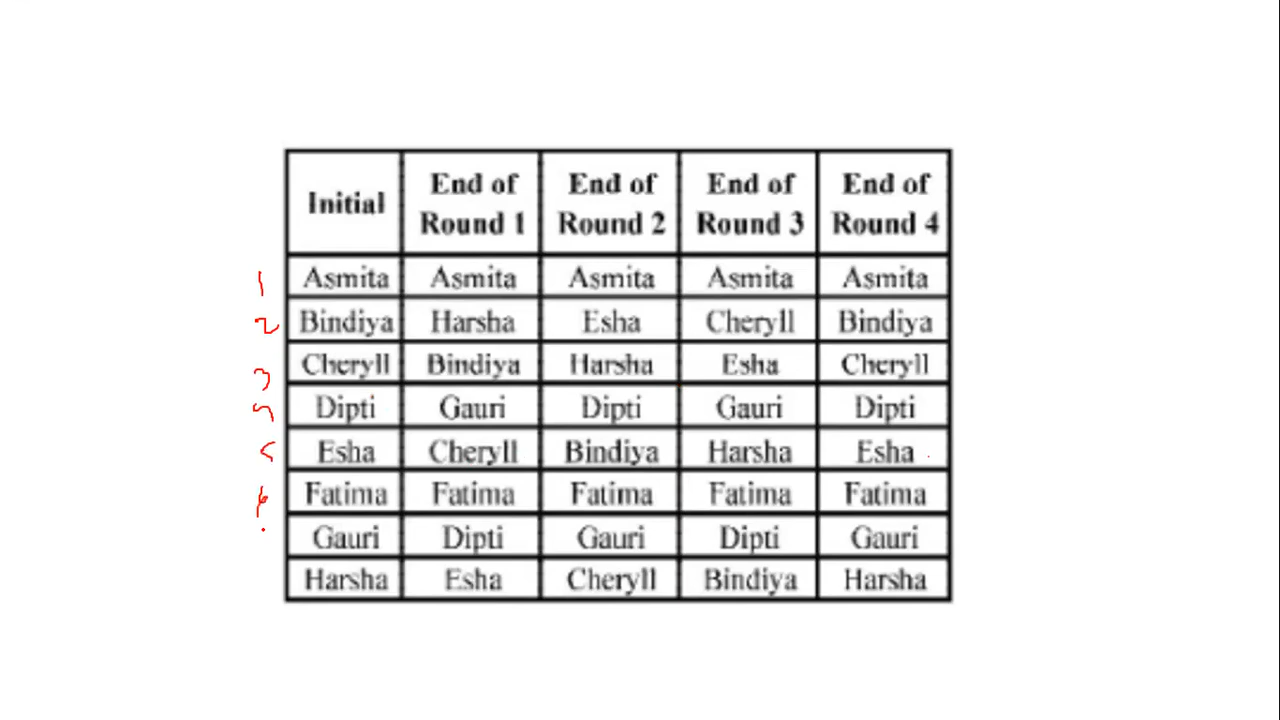 Initial End of Round 1 End of Round 2 End of Round 3 End of Round 4
1 Asmita Asmita Asmita Asmita Asmita
2 Bindiya Harsha Esha Cheryll Bindiya
3 Cheryll Bindiya Harsha Esha Cheryll
Dipti Gauri Dipti Gauri Dipti
Esha Cheryll Bindiya Harsha Esha
Fatima Fatima Fatima Fatima Fatima
Gauri Dipti Gauri Dipti Gauri
Harsha Esha Cheryll Bindiya Harsha